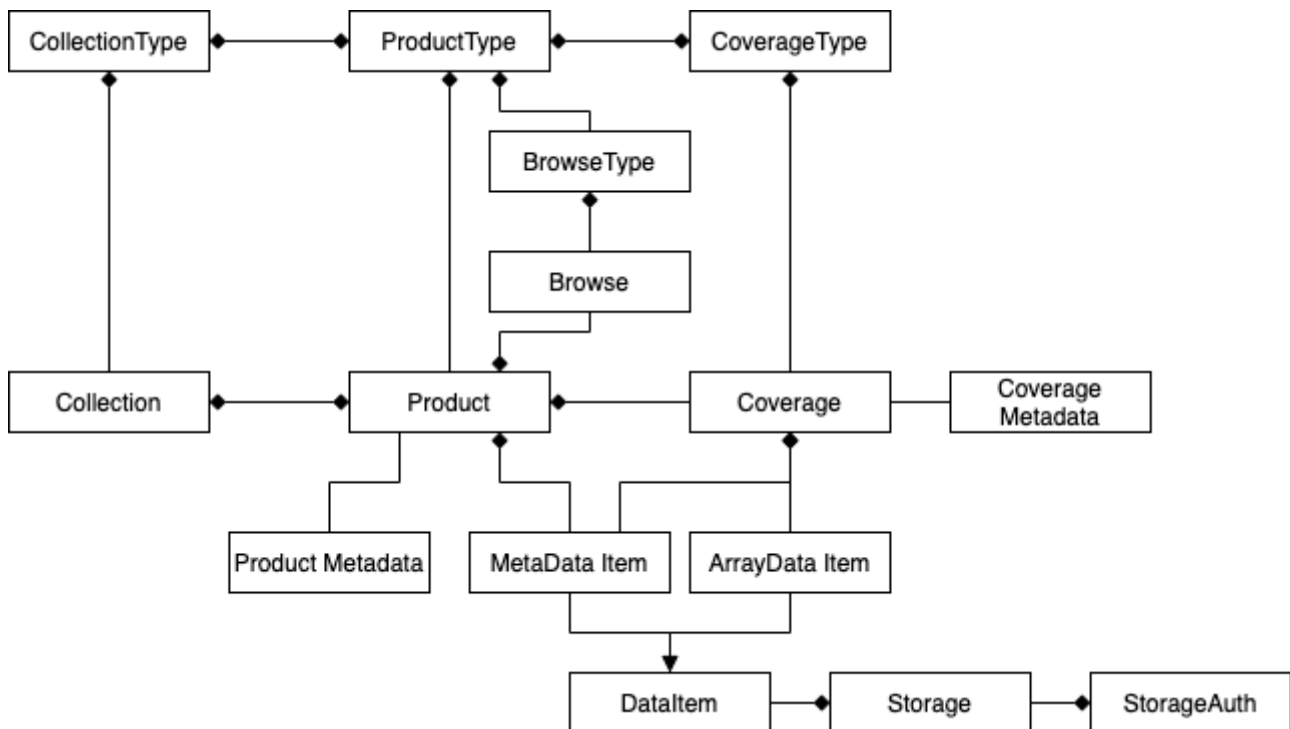 CollectionType
ProductType
CoverageType
BrowseType
Browse
Collection
Product
Coverage
Coverage
Metadata
Product Metadata
MetaData Item
ArrayData Item
DataItem
Storage
StorageAuth